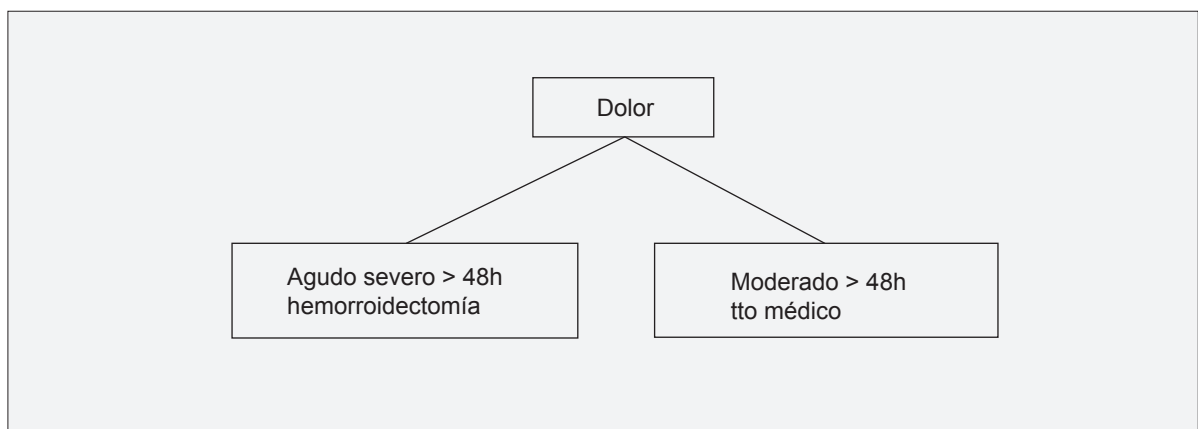 Dolor
Agudo severo > 48h
hemorroidectomía
Moderado > 48h
tto médico